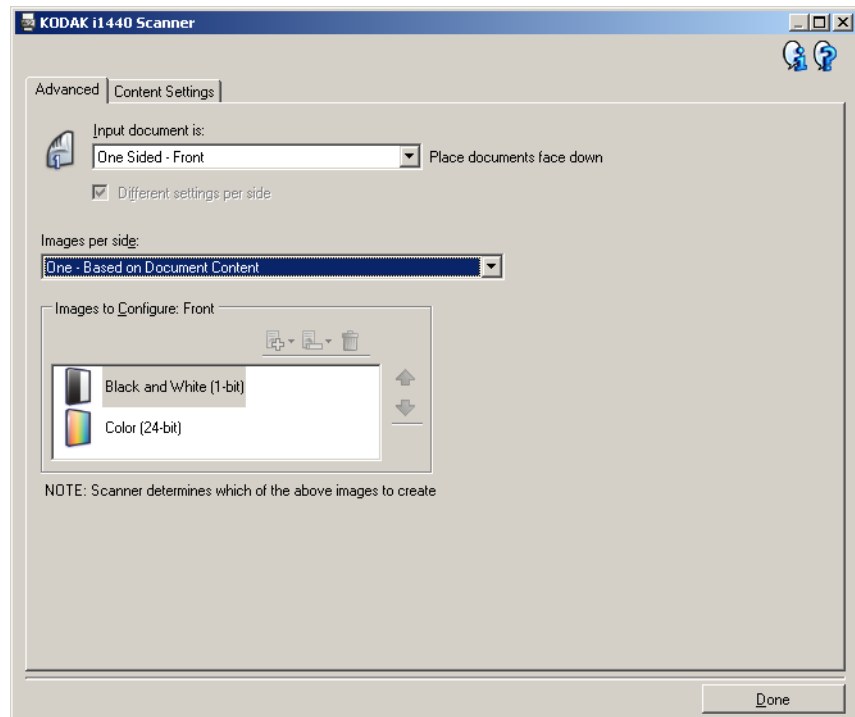 KODAK i1440 Scanner
Advanced Content Settings
Input document is:
One Sided - Front Place documents face down
Different settings per side
Images per side:
One - Based on Document Content
Images to Configure: Front
Black and White (1-bit)
Color (24-bit)
NOTE: Scanner determines which of the above images to create
Done